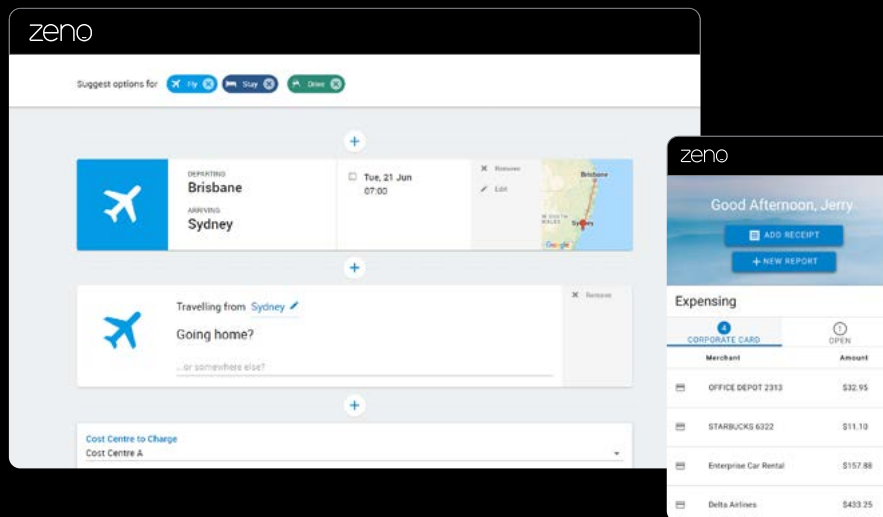 zeno
Suggest options for Fly Stay Drive
DEPARTING
Brisbane
ARRIVING
Sydney
Tue, 21 Jun
07:00
Remove
Edit
Brisbane
Sydney
Google
Travelling from Sydney
Going home?
...or somewhere else?
Remove
Cost Centre to Charge
Cost Centre A
zeno
Good Afternoon, Jerry
ADD RECEIPT
+ NEW REPORT
Expensing
4
CORPORATE CARD
1
OPEN
Merchant Amount
OFFICE DEPOT 2313 $32.95
STARBUCKS 6322 $11.10
Enterprise Car Rental $157.88
Delta Airlines $433.25